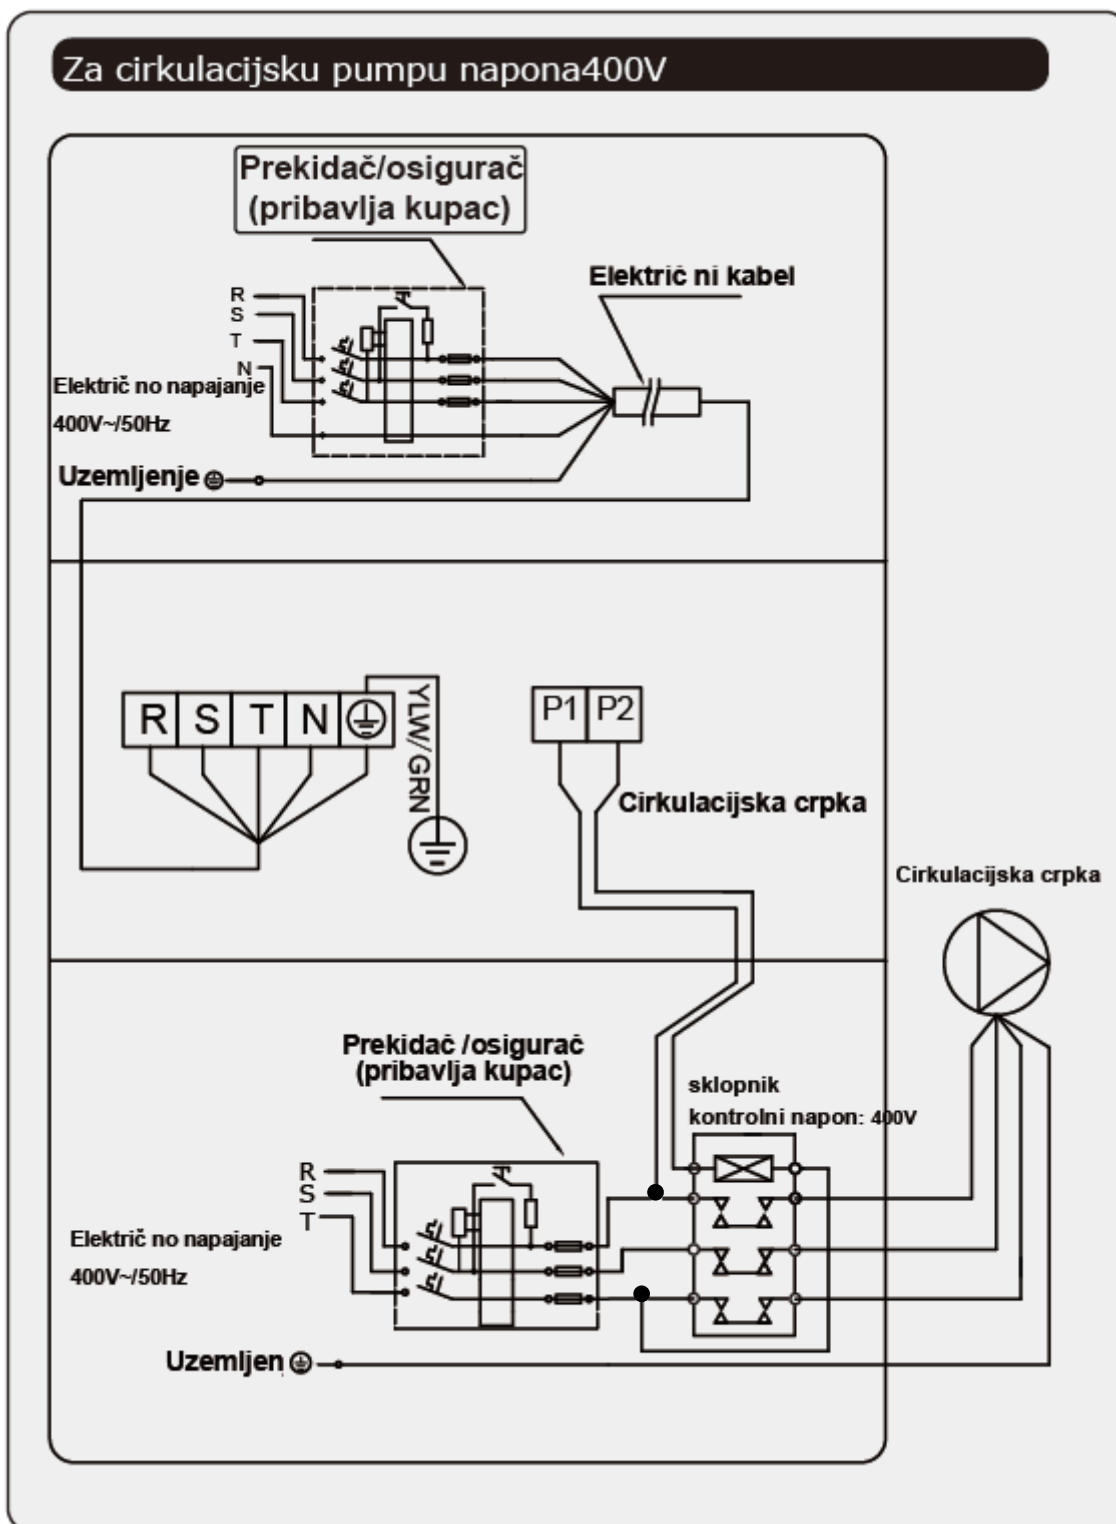 Za cirkulacijsku pumpu napona400V
Prekidač/osigurač
(pribavlja kupac)
Električ ni kabel
R
S
T
N
Električ no napajanje
400V~/50Hz
Uzemljenje
R S T N
YLW/GRN
P1 P2
Cirkulacijska crpka
Cirkulacijska crpka
Prekidač /osigurač
(pribavlja kupac)
sklopnik
kontrolni napon: 400V
R
S
T
Električ no napajanje
400V~/50Hz
Uzemljen